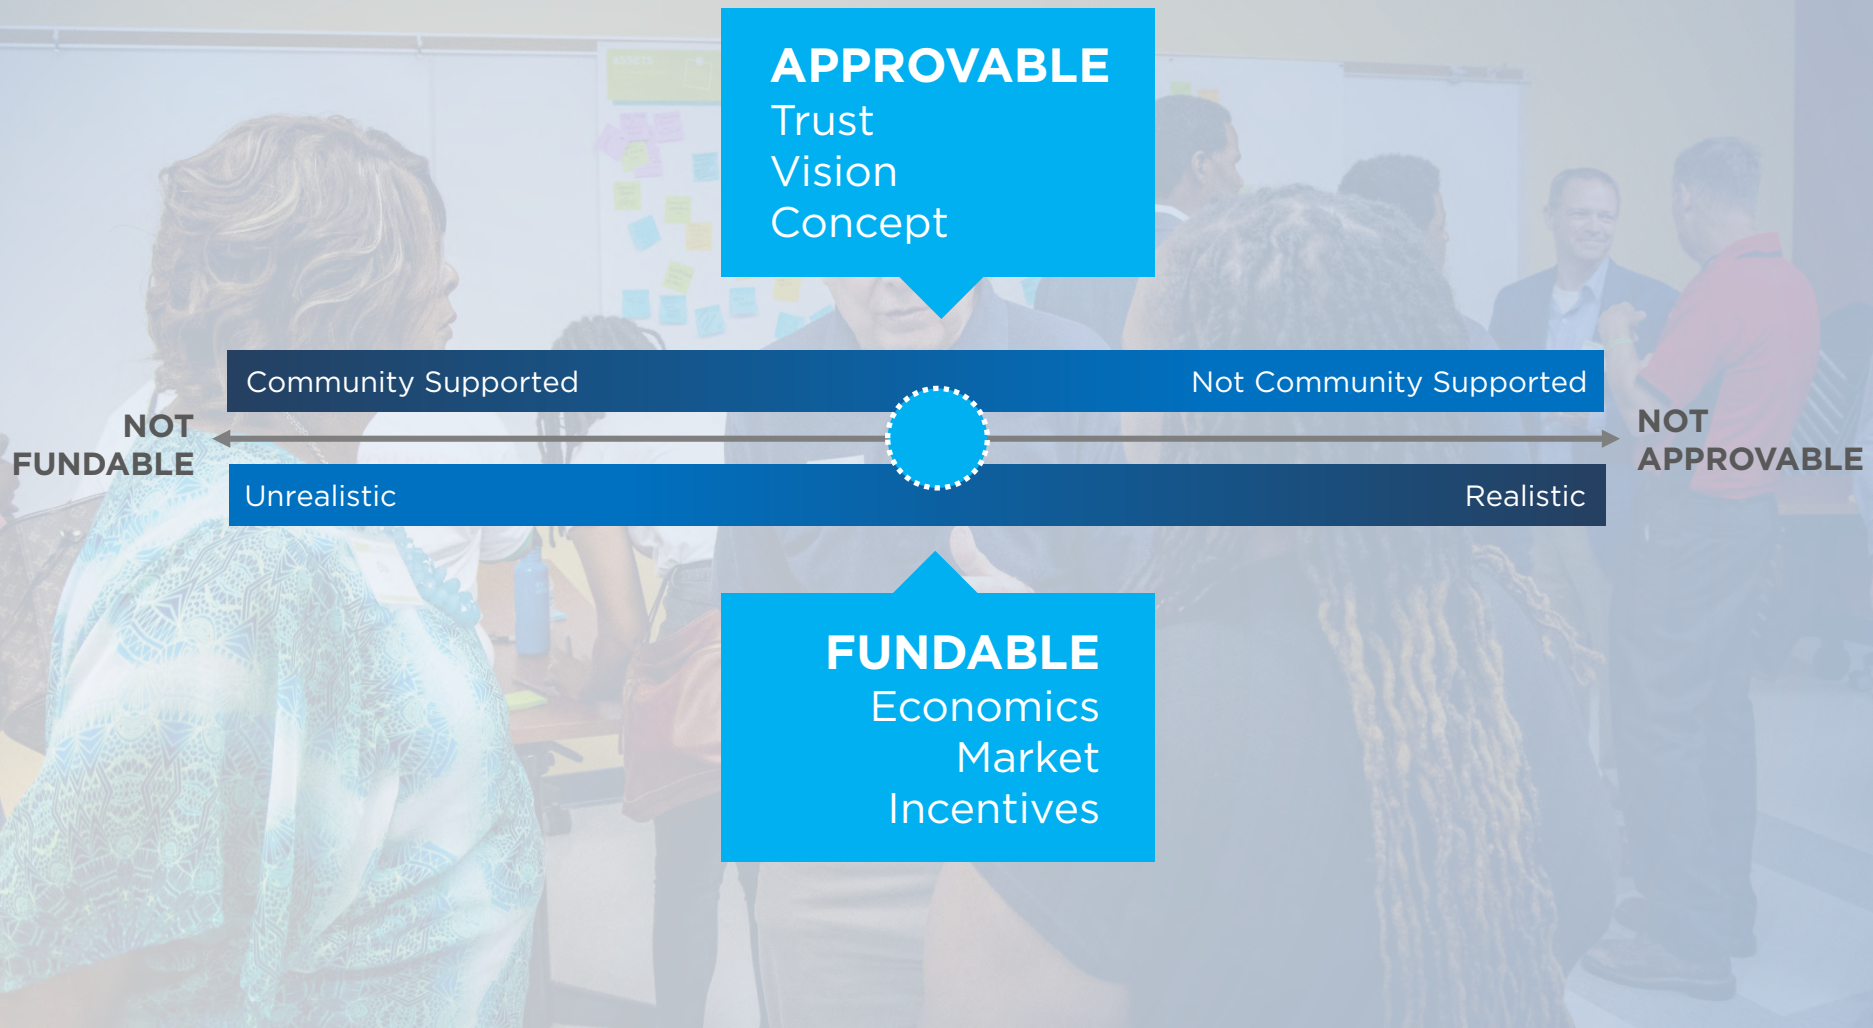 APPROVABLE
Trust
Vision
Concept
Community Supported
Not Community Supported
NOT
FUNDABLE
NOT
APPROVABLE
Unrealistic
Realistic
FUNDABLE
Economics
Market
Incentives